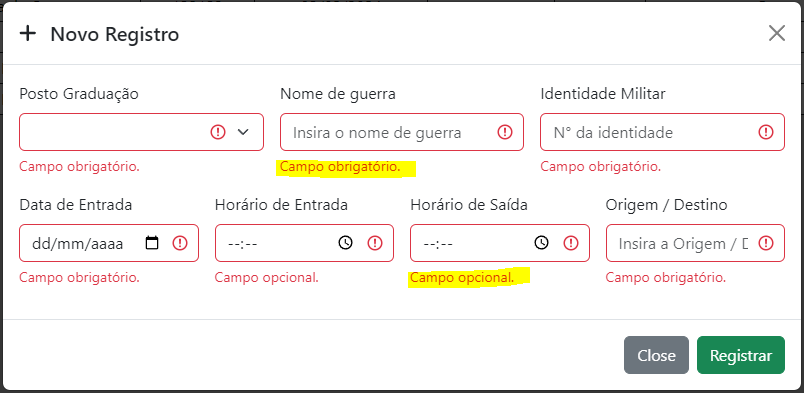 Novo Registro
Posto Graduação Nome de guerra Identidade Militar
Insira o nome de guerra N° da identidade
Campo obrigatório. Campo obrigatório. Campo obrigatório.
Data de Entrada Horário de Entrada Horário de Saída Origem / Destino
dd/mm/aaaa --:-- --:-- Insira a Origem / D
Campo obrigatório. Campo opcional. Campo opcional. Campo obrigatório.
Close Registrar